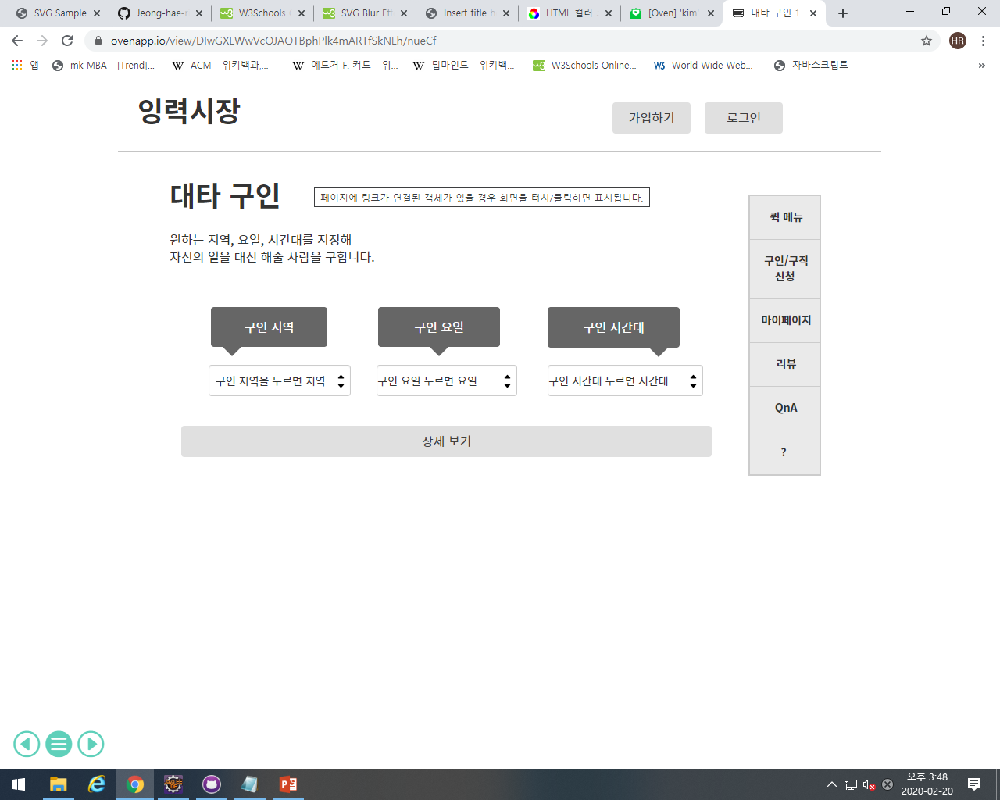 SVG Sample
Jeong-hae-r
W3Schools
SVG Blur Eff
Insert title h
HTML 컬러
[Oven] 'kim'
대타 구인 1
ovenapp.io/view/DIwGXLWwVcOJAOTBphPlk4mARTfSkNLh/nueCf
HR
앱
mk MBA - [Trend]...
ACM - 위키백과,...
에드거 F. 커드 - 위...
딥마인드 - 위키백...
W3Schools Online...
World Wide Web...
자바스크립트
»
잉력시장
가입하기
로그인
대타 구인
페이지에 링크가 연결된 객체가 있을 경우 화면을 터치/클릭하면 표시됩니다.
원하는 지역, 요일, 시간대를 지정해
자신의 일을 대신 해줄 사람을 구합니다.
구인 지역
구인 요일
구인 시간대
구인 지역을 누르면 지역
구인 요일 누르면 요일
구인 시간대 누르면 시간대
상세 보기
퀵 메뉴
구인/구직
신청
마이페이지
리뷰
QnA
?
오후 3:48
2020-02-20